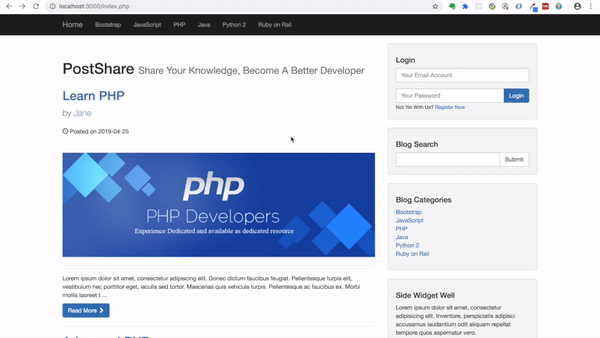 localhost:3000/index.php
Home Bootstrap JavaScript PHP Java Python 2 Ruby on Rail
PostShare Share Your Knowledge, Become A Better Developer
Learn PHP
by Jane
Posted on 2019-04-25
php
PHP Developers
Experience Dedicated and available as dedicated resource
Lorem ipsum dolor sit amet, consectetur adipiscing elit. Donec dictum faucibus feugiat. Pellentesque turpis elit,
vestibulum nec porttitor eget, iaculis sed tortor. Maecenas quis vehicula turpis. Pellentesque ac faucibus ex. Morbi
mollis laoreet t ...
Read More
Login
Your Email Account
Your Password
Login
Not Yet With Us? Register Now
Blog Search
Submit
Blog Categories
Bootstrap
JavaScript
PHP
Java
Python 2
Ruby on Rail
Side Widget Well
Lorem ipsum dolor sit amet, consectetur
adipisicing elit. Inventore, perspiciatis adipisci
accusamus laudantium odit aliquam repellat
tempore quos aspernatur vero.